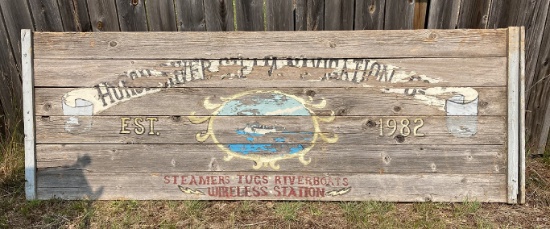 HURON RIVER STEAM NAVIGATION
EST. 1982
STEAMERS TUGS RIVERBOATS
WIRELESS STATION